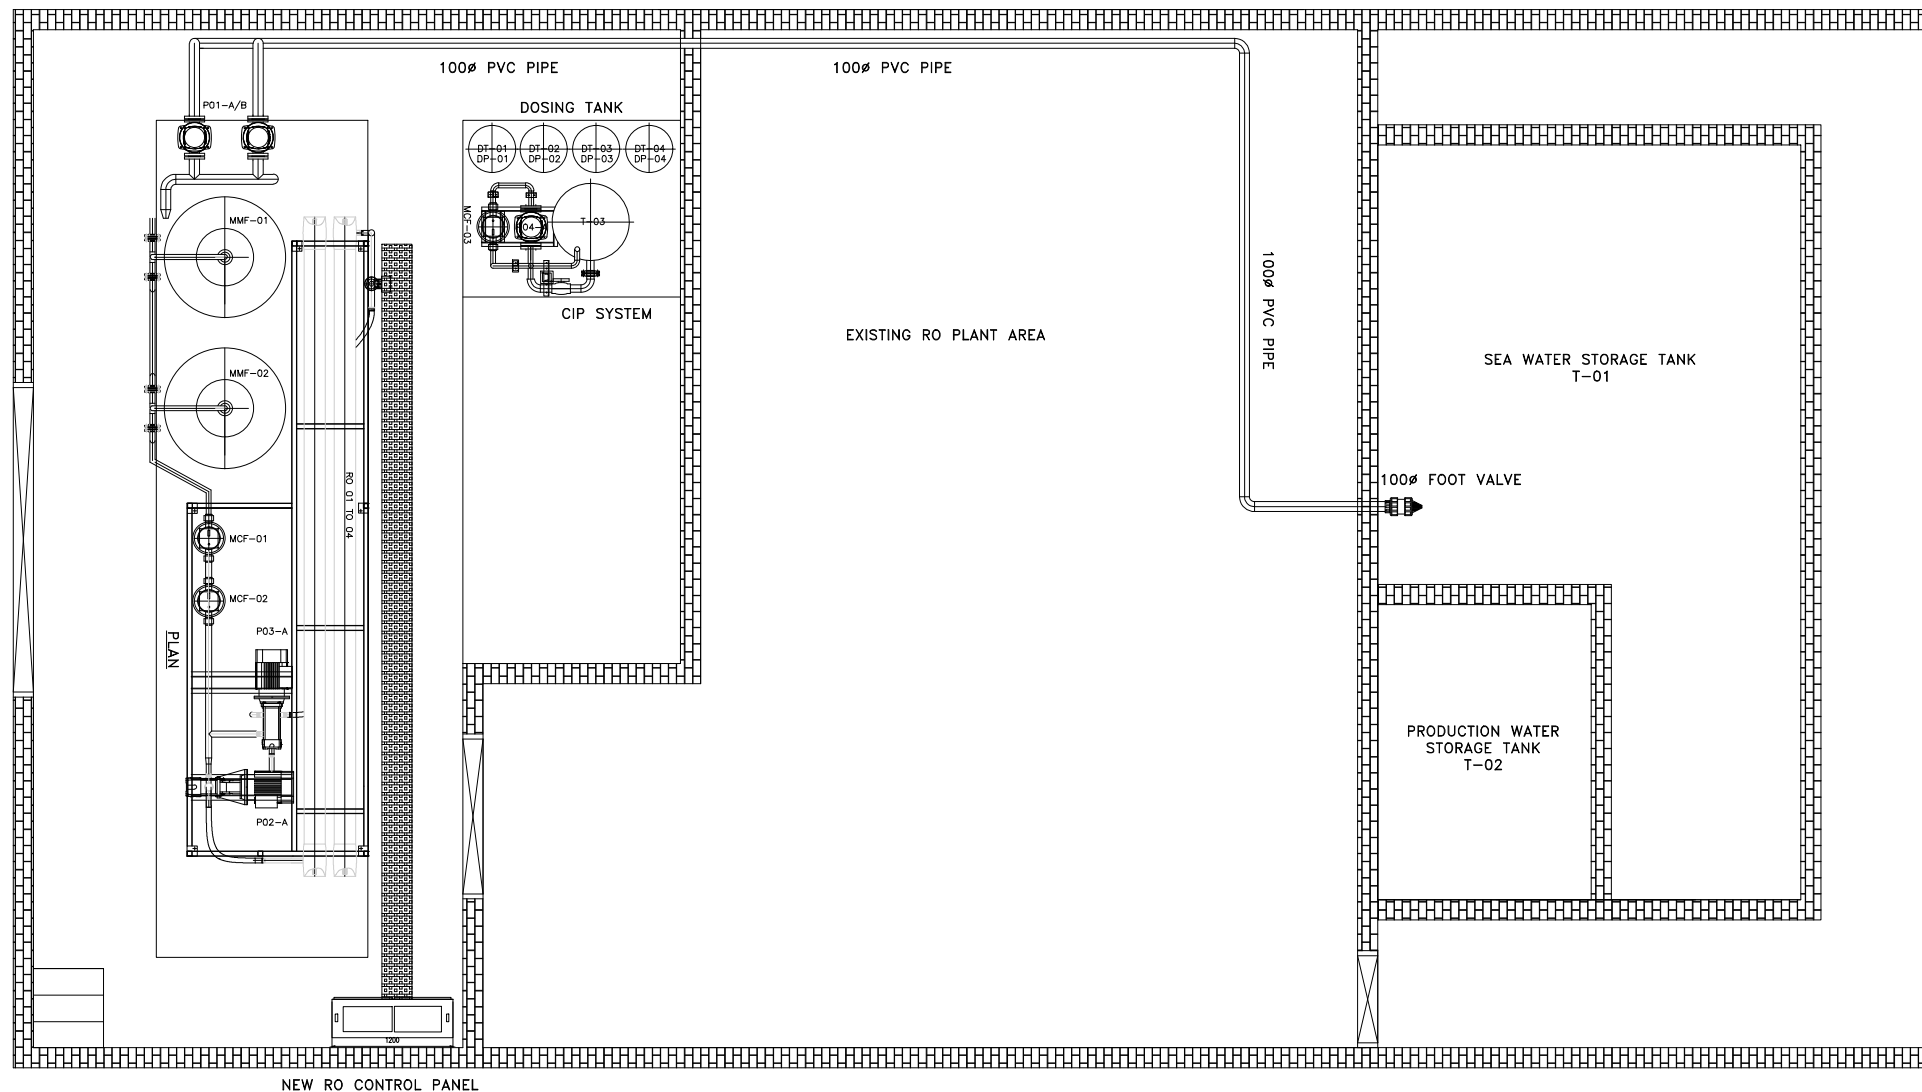 100ø PVC PIPE
100ø PVC PIPE
P01-A/B
DOSING TANK
DT-01
DP-01
DT-02
DP-02
DT-03
DP-03
DT-04
DP-04
MMF-01
MCF-03
04-
T-03
CIP SYSTEM
100ø PVC PIPE
EXISTING RO PLANT AREA
SEA WATER STORAGE TANK
T-01
MMF-02
RO 01 TO 04
100ø FOOT VALVE
MCF-01
MCF-02
P03-A
PLAN
PRODUCTION WATER
STORAGE TANK
T-02
P02-A
1200
NEW RO CONTROL PANEL